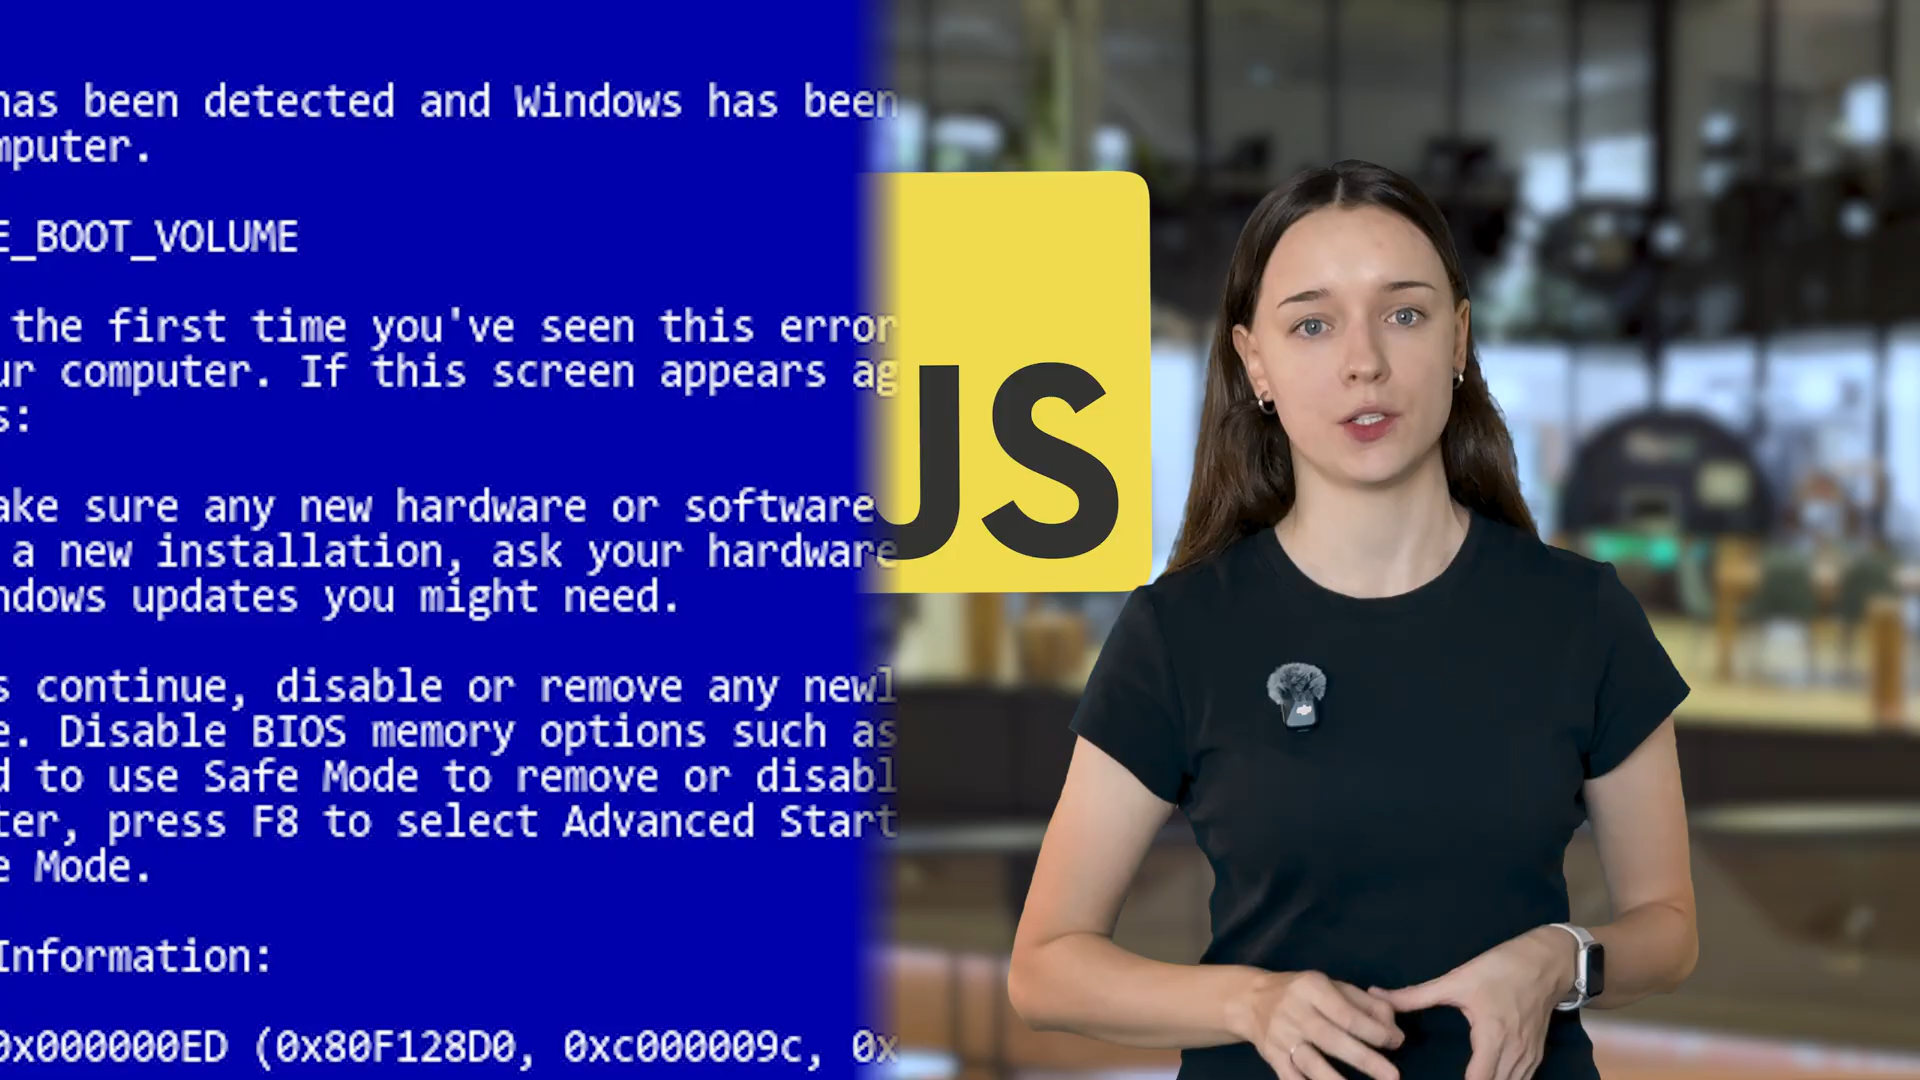 has been detected and Windows has been
mputer.
E_BOOT_VOLUME
the first time you've seen this error
ur computer. If this screen appears ag
s:
ake sure any new hardware or software
a new installation, ask your hardware
ndows updates you might need.
s continue, disable or remove any newl
e. Disable BIOS memory options such as
d to use Safe Mode to remove or disabl
ter, press F8 to select Advanced Start
e Mode.
Information:
0x000000ED (0x80F128D0, 0xc000009c, 0x
JS